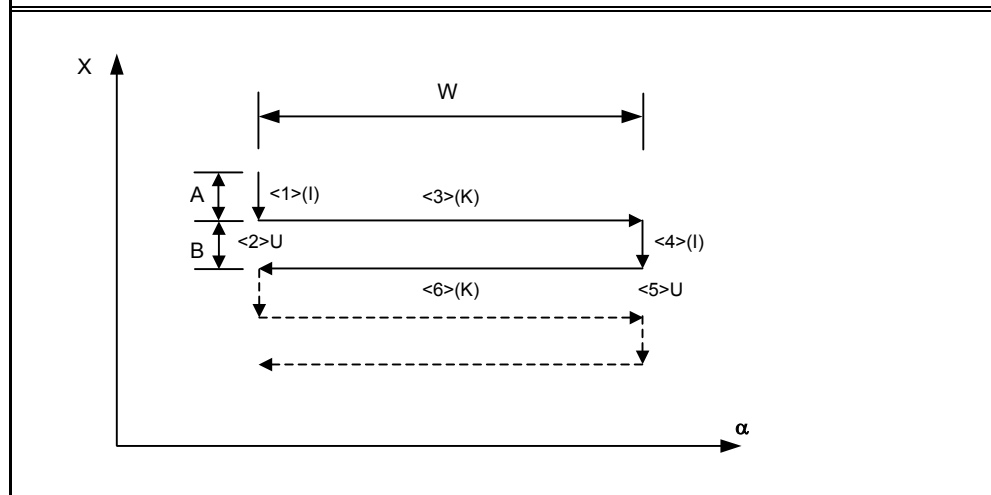 X
W
A
<1>(I)
<3>(K)
B
<2>U
<4>(I)
<6>(K)
<5>U
α